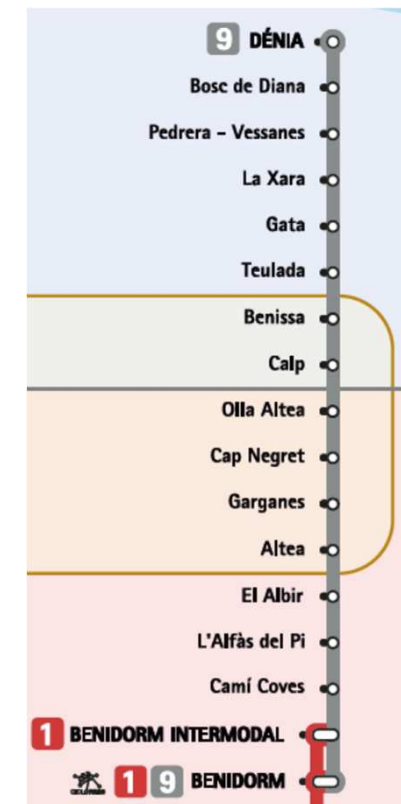 9 DÉNIA
Bosc de Diana
Pedrera - Vessanes
La Xara
Gata
Teulada
Benissa
Calp
Olla Altea
Cap Negret
Garganes
Altea
El Albir
L'Alfàs del Pi
Camí Coves
1 BENIDORM INTERMODAL
1 9 BENIDORM